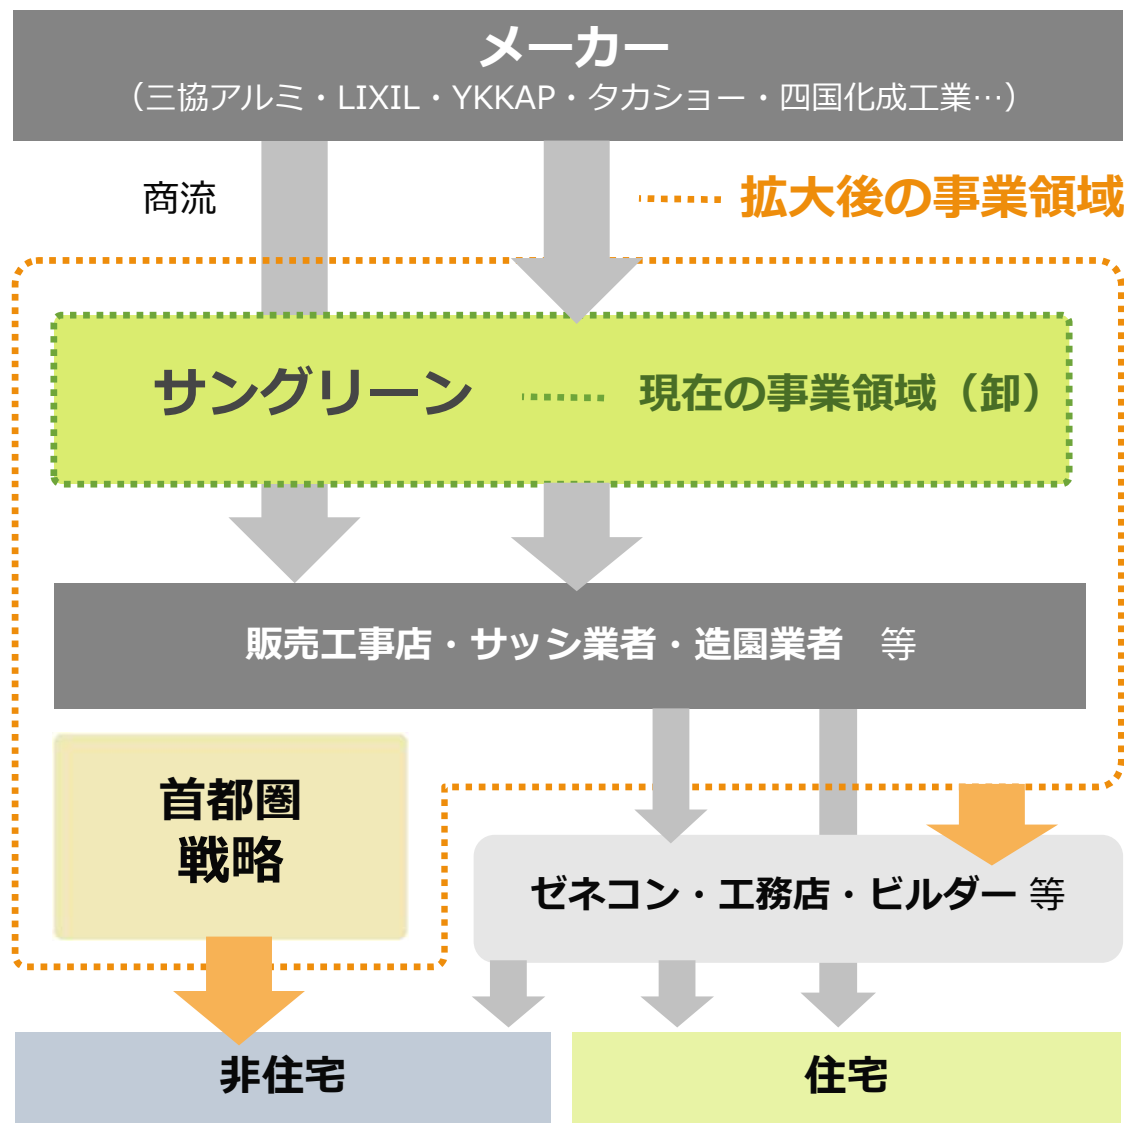 メーカー
（三協アルミ・LIXIL・YKKAP・タカショー・四国化成工業…）
商流
拡大後の事業領域
サングリーン
現在の事業領域（卸）
販売工事店・サッシ業者・造園業者　等
首都圏
戦略
ゼネコン・工務店・ビルダー 等
非住宅
住宅